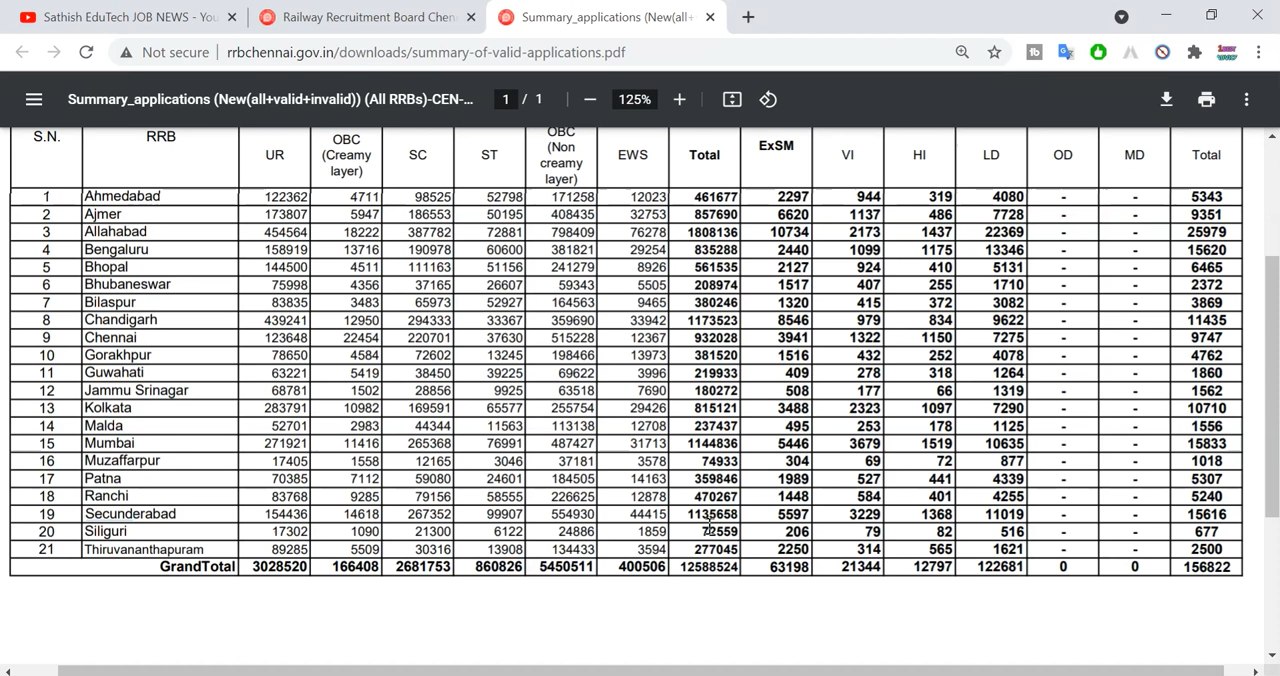 Sathish EduTech JOB NEWS - You
Railway Recruitment Board Chen
Summary_applications (New(all+
Not secure rrbchennai.gov.in/downloads/summary-of-valid-applications.pdf
Summary_applications (New(all+valid+invalid)) (All RRBs)-CEN-... 1 / 1 125%
S.N. RRB UR OBC (Creamy layer) SC ST OBC (Non creamy layer) EWS Total ExSM VI HI LD OD MD Total
1 Ahmedabad 122362 4711 98525 52798 171258 12023 461677 2297 944 319 4080 - - 5343
2 Ajmer 173807 5947 186553 50195 408435 32753 857690 6620 1137 486 7728 - - 9351
3 Allahabad 454564 18222 387782 72881 798409 76278 1808136 10734 2173 1437 22369 - - 25979
4 Bengaluru 158919 13716 190978 60600 381821 29254 835288 2440 1099 1175 13346 - - 15620
5 Bhopal 144500 4511 111163 51156 241279 8926 561535 2127 924 410 5131 - - 6465
6 Bhubaneswar 75998 4356 37165 26607 59343 5505 208974 1517 407 255 1710 - - 2372
7 Bilaspur 83835 3483 65973 52927 164563 9465 380246 1320 415 372 3082 - - 3869
8 Chandigarh 439241 12950 294333 33367 359690 33942 1173523 8546 979 834 9622 - - 11435
9 Chennai 123648 22454 220701 37630 515228 12367 932028 3941 1322 1150 7275 - - 9747
10 Gorakhpur 78650 4584 72602 13245 198466 13973 381520 1516 432 252 4078 - - 4762
11 Guwahati 63221 5419 38450 39225 69622 3996 219933 409 278 318 1264 - - 1860
12 Jammu Srinagar 68781 1502 28856 9925 63518 7690 180272 508 177 66 1319 - - 1562
13 Kolkata 283791 10982 169591 65577 255754 29426 815121 3488 2323 1097 7290 - - 10710
14 Malda 52701 2983 44344 11563 113138 12708 237437 495 253 178 1125 - - 1556
15 Mumbai 271921 11416 265368 76991 487427 31713 1144836 5446 3679 1519 10635 - - 15833
16 Muzaffarpur 17405 1558 12165 3046 37181 3578 74933 304 69 72 877 - - 1018
17 Patna 70385 7112 59080 24601 184505 14163 359846 1989 527 441 4339 - - 5307
18 Ranchi 83768 9285 79156 58555 226625 12878 470267 1448 584 401 4255 - - 5240
19 Secunderabad 154436 14618 267352 99907 554930 44415 1135658 5597 3229 1368 11019 - - 15616
20 Siliguri 17302 1090 21300 6122 24886 1859 72559 206 79 82 516 - - 677
21 Thiruvananthapuram 89285 5509 30316 13908 134433 3594 277045 2250 314 565 1621 - - 2500
GrandTotal 3028520 166408 2681753 860826 5450511 400506 12588524 63198 21344 12797 122681 0 0 156822